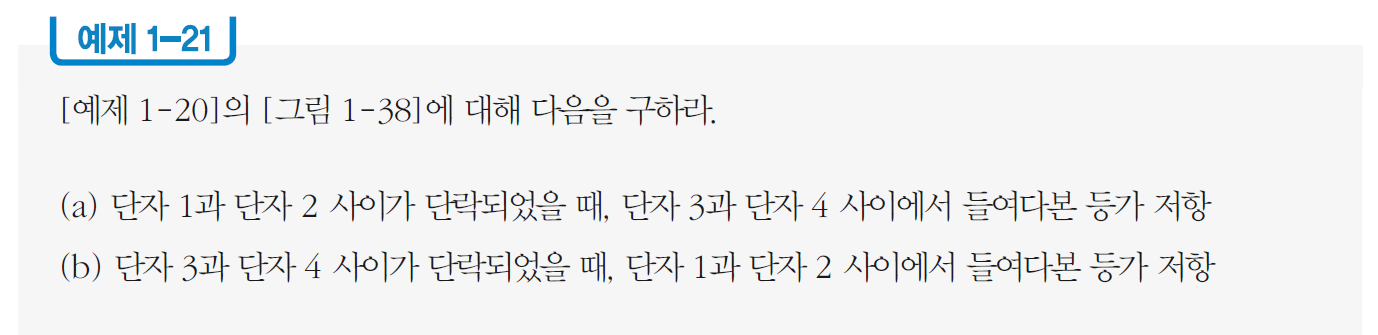 예제 1-21
[예제 1-20]의 [그림 1-38]에 대해 다음을 구하라.
(a) 단자 1과 단자 2 사이가 단락되었을 때, 단자 3과 단자 4 사이에서 들여다본 등가 저항
(b) 단자 3과 단자 4 사이가 단락되었을 때, 단자 1과 단자 2 사이에서 들여다본 등가 저항